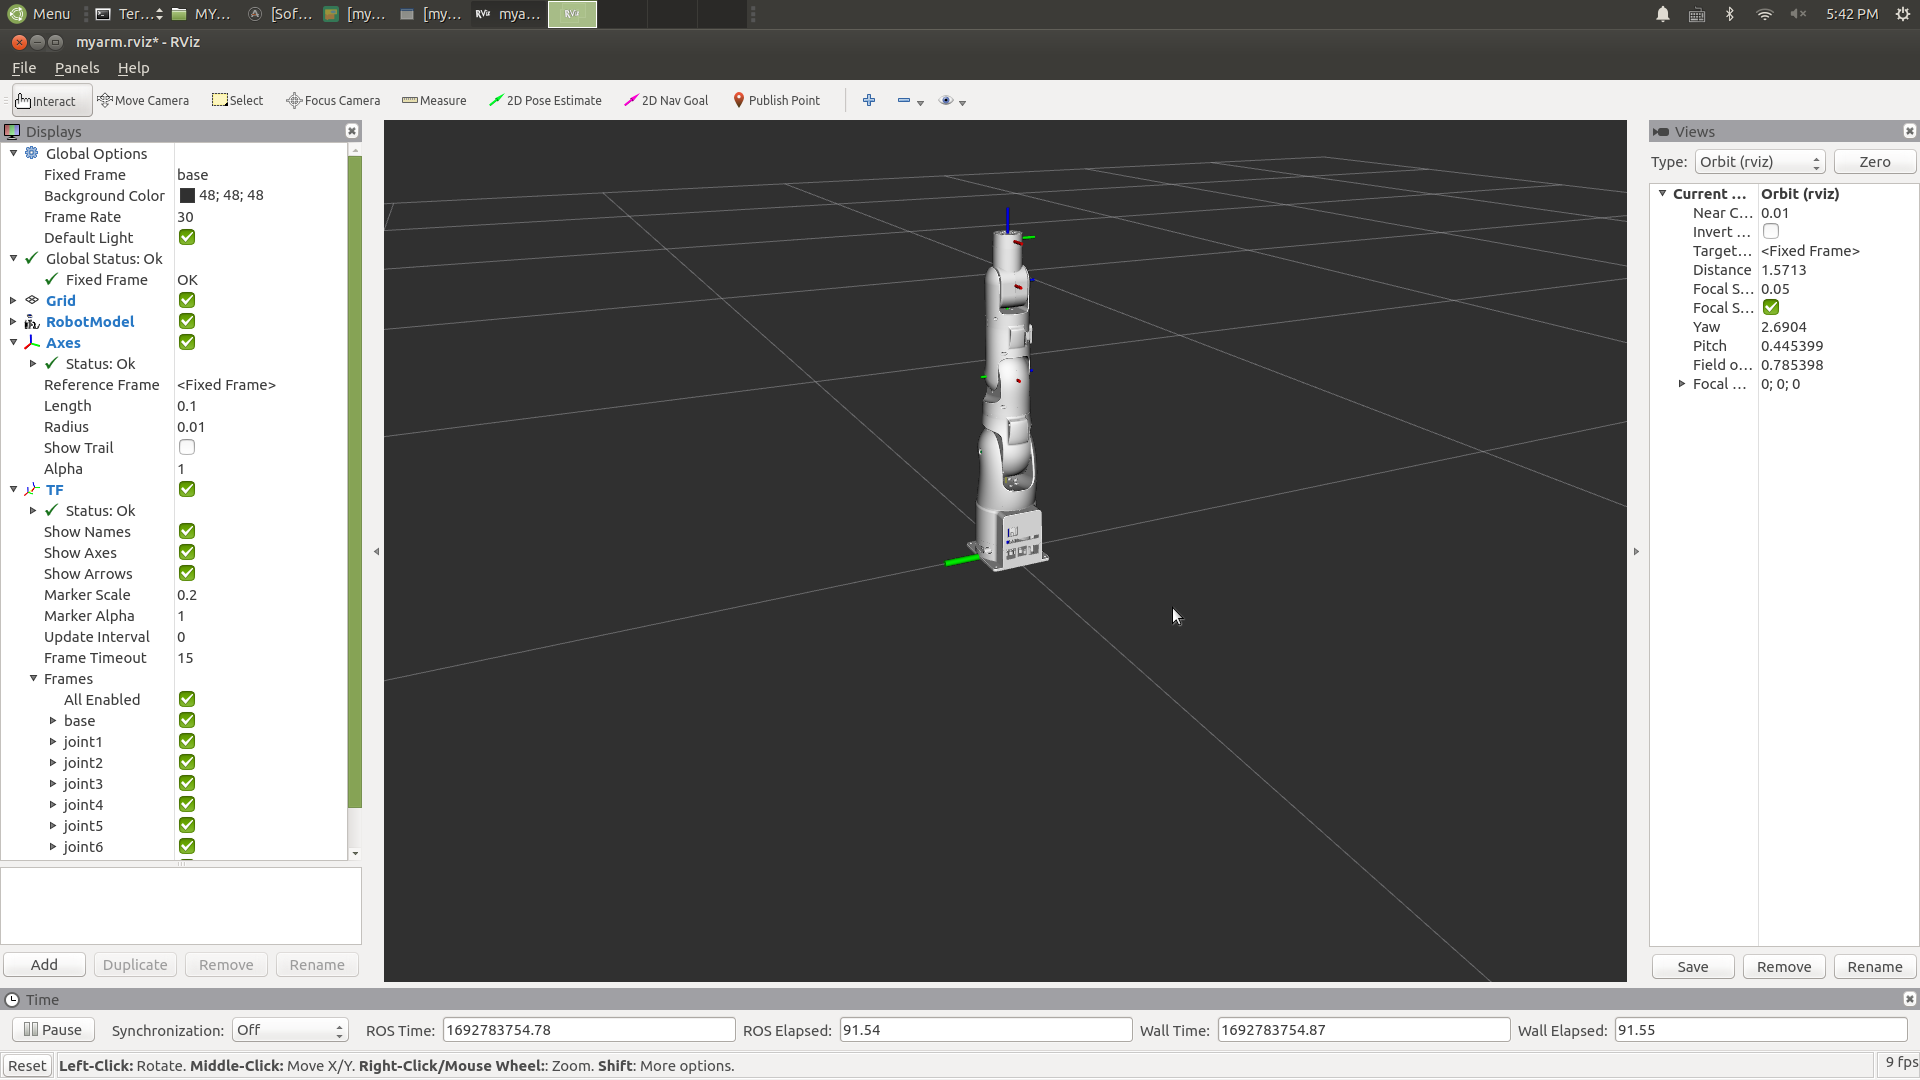 Menu Ter... MY... [Sof... [my... [my... RViz mya... RViz 5:42 PM
myarm.rviz* - RViz
File Panels Help
Interact Move Camera Select Focus Camera Measure 2D Pose Estimate 2D Nav Goal Publish Point
Displays
Global Options
Fixed Frame base
Background Color 48; 48; 48
Frame Rate 30
Default Light
Global Status: Ok
Fixed Frame OK
Grid
RobotModel
Axes
Status: Ok
Reference Frame <Fixed Frame>
Length 0.1
Radius 0.01
Show Trail
Alpha 1
TF
Status: Ok
Show Names
Show Axes
Show Arrows
Marker Scale 0.2
Marker Alpha 1
Update Interval 0
Frame Timeout 15
Frames
All Enabled
base
joint1
joint2
joint3
joint4
joint5
joint6
Add Duplicate Remove Rename
Views
Type: Orbit (rviz) Zero
Current ... Orbit (rviz)
Near C... 0.01
Invert ...
Target... <Fixed Frame>
Distance 1.5713
Focal S... 0.05
Focal S...
Yaw 2.6904
Pitch 0.445399
Field o... 0.785398
Focal ... 0; 0; 0
Save Remove Rename
Time
Pause Synchronization: Off ROS Time: 1692783754.78 ROS Elapsed: 91.54 Wall Time: 1692783754.87 Wall Elapsed: 91.55
Reset Left-Click: Rotate. Middle-Click: Move X/Y. Right-Click/Mouse Wheel:: Zoom. Shift: More options. 9 fps